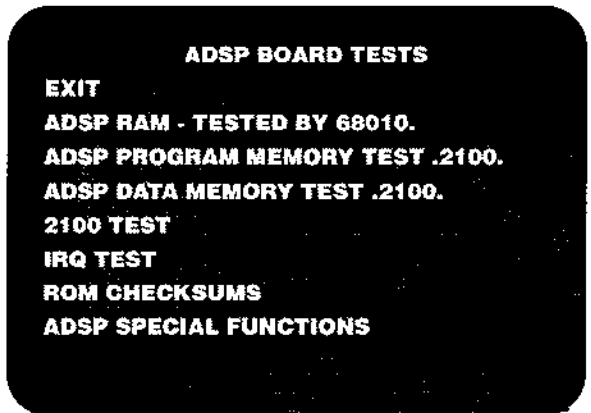 ADSP BOARD TESTS
EXIT
ADSP RAM - TESTED BY 68010.
ADSP PROGRAM MEMORY TEST .2100.
ADSP DATA MEMORY TEST .2100.
2100 TEST
IRQ TEST
ROM CHECKSUMS
ADSP SPECIAL FUNCTIONS